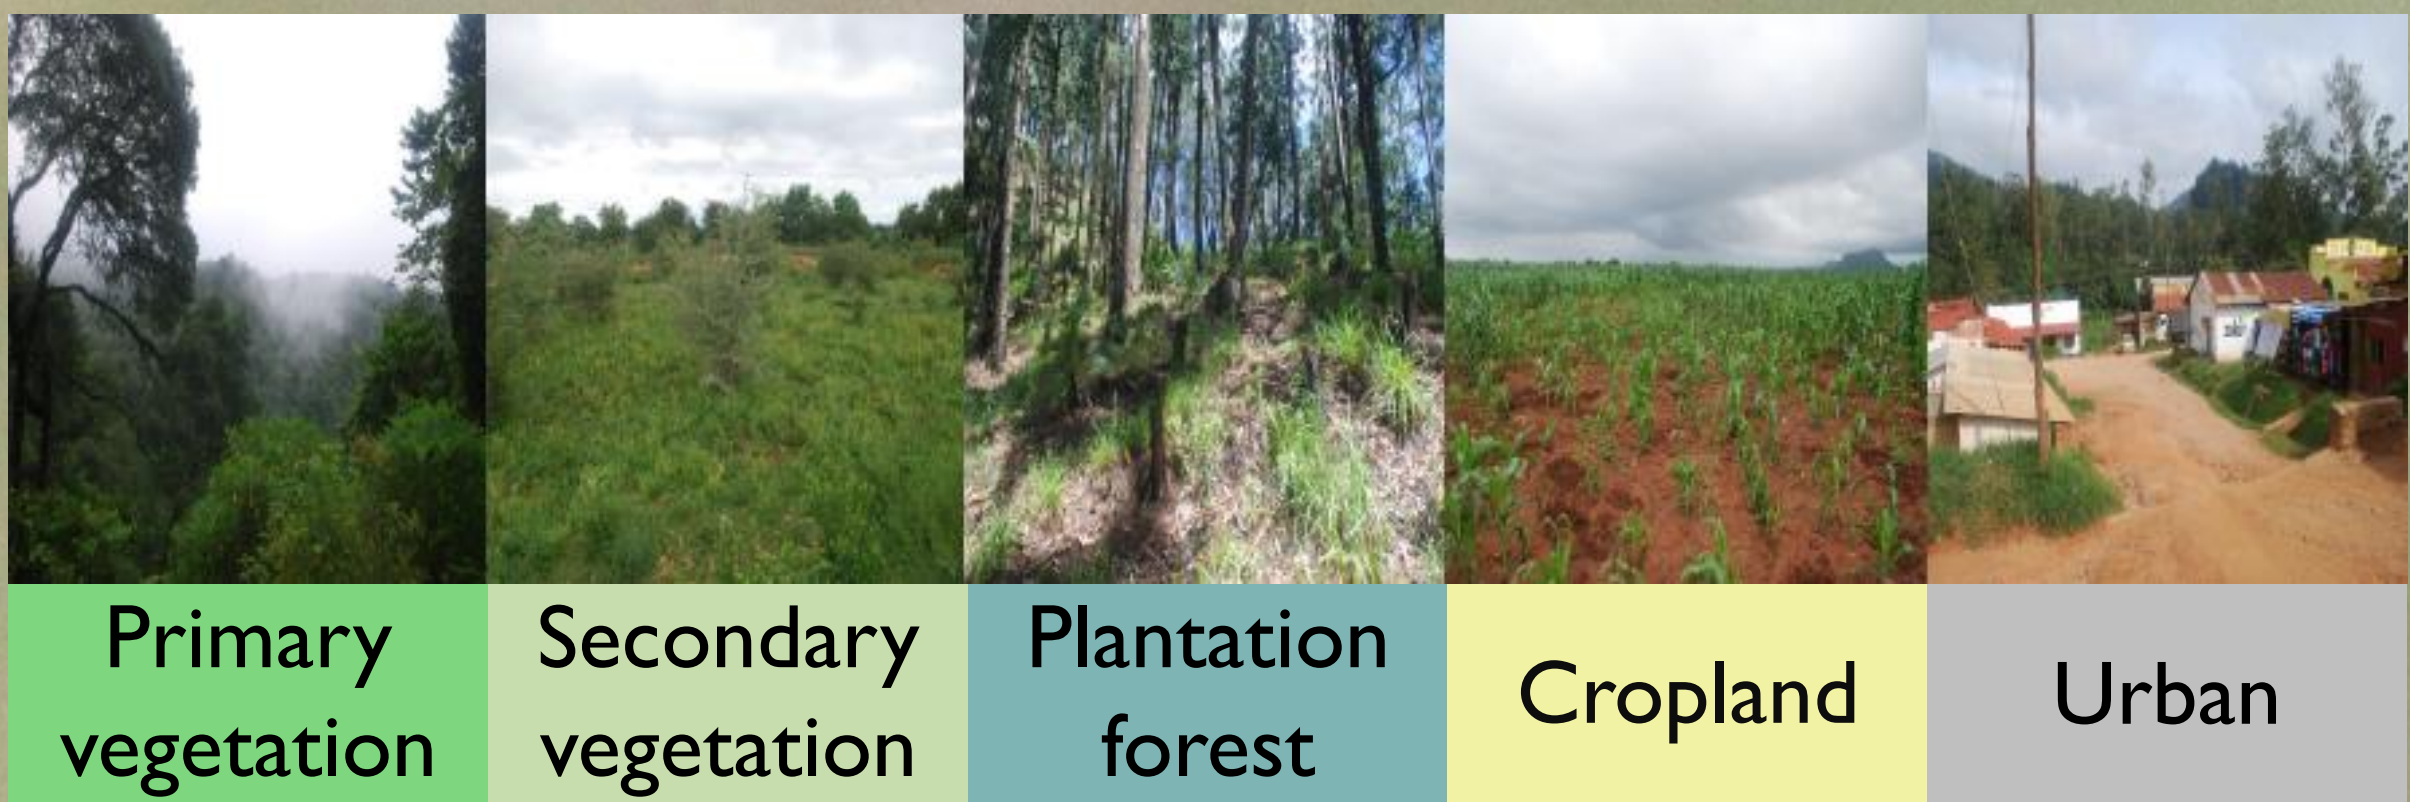 Primary
vegetation
Secondary
vegetation
Plantation
forest
Cropland
Urban